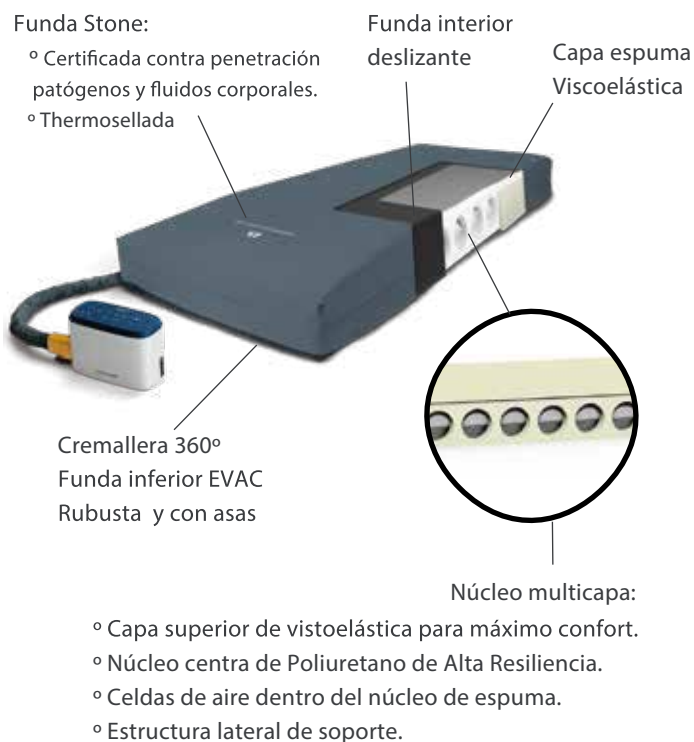 Funda Stone:
º Certificada contra penetración
patógenos y fluidos corporales.
º Thermosellada
Funda interior
deslizante
Capa espuma
Viscoelástica
Cremallera 360º
Funda inferior EVAC
Rubusta y con asas
Núcleo multicapa:
º Capa superior de vistoelástica para máximo confort.
º Núcleo centra de Poliuretano de Alta Resiliencia.
º Celdas de aire dentro del núcleo de espuma.
º Estructura lateral de soporte.